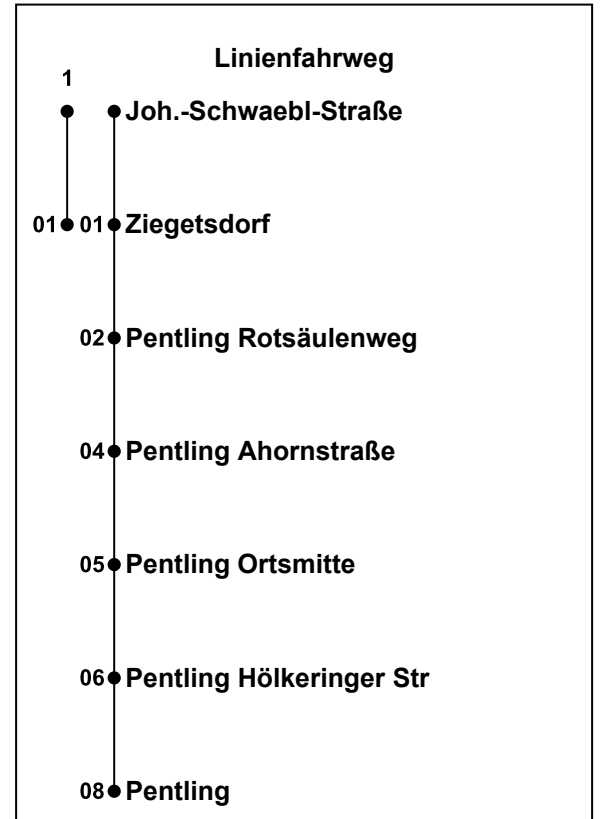 Linienfahrweg
1
Joh.-Schwaebl-Straße
01 01 Ziegetsdorf
02 Pentling Rotsäulenweg
04 Pentling Ahornstraße
05 Pentling Ortsmitte
06 Pentling Hölkeringer Str
08 Pentling